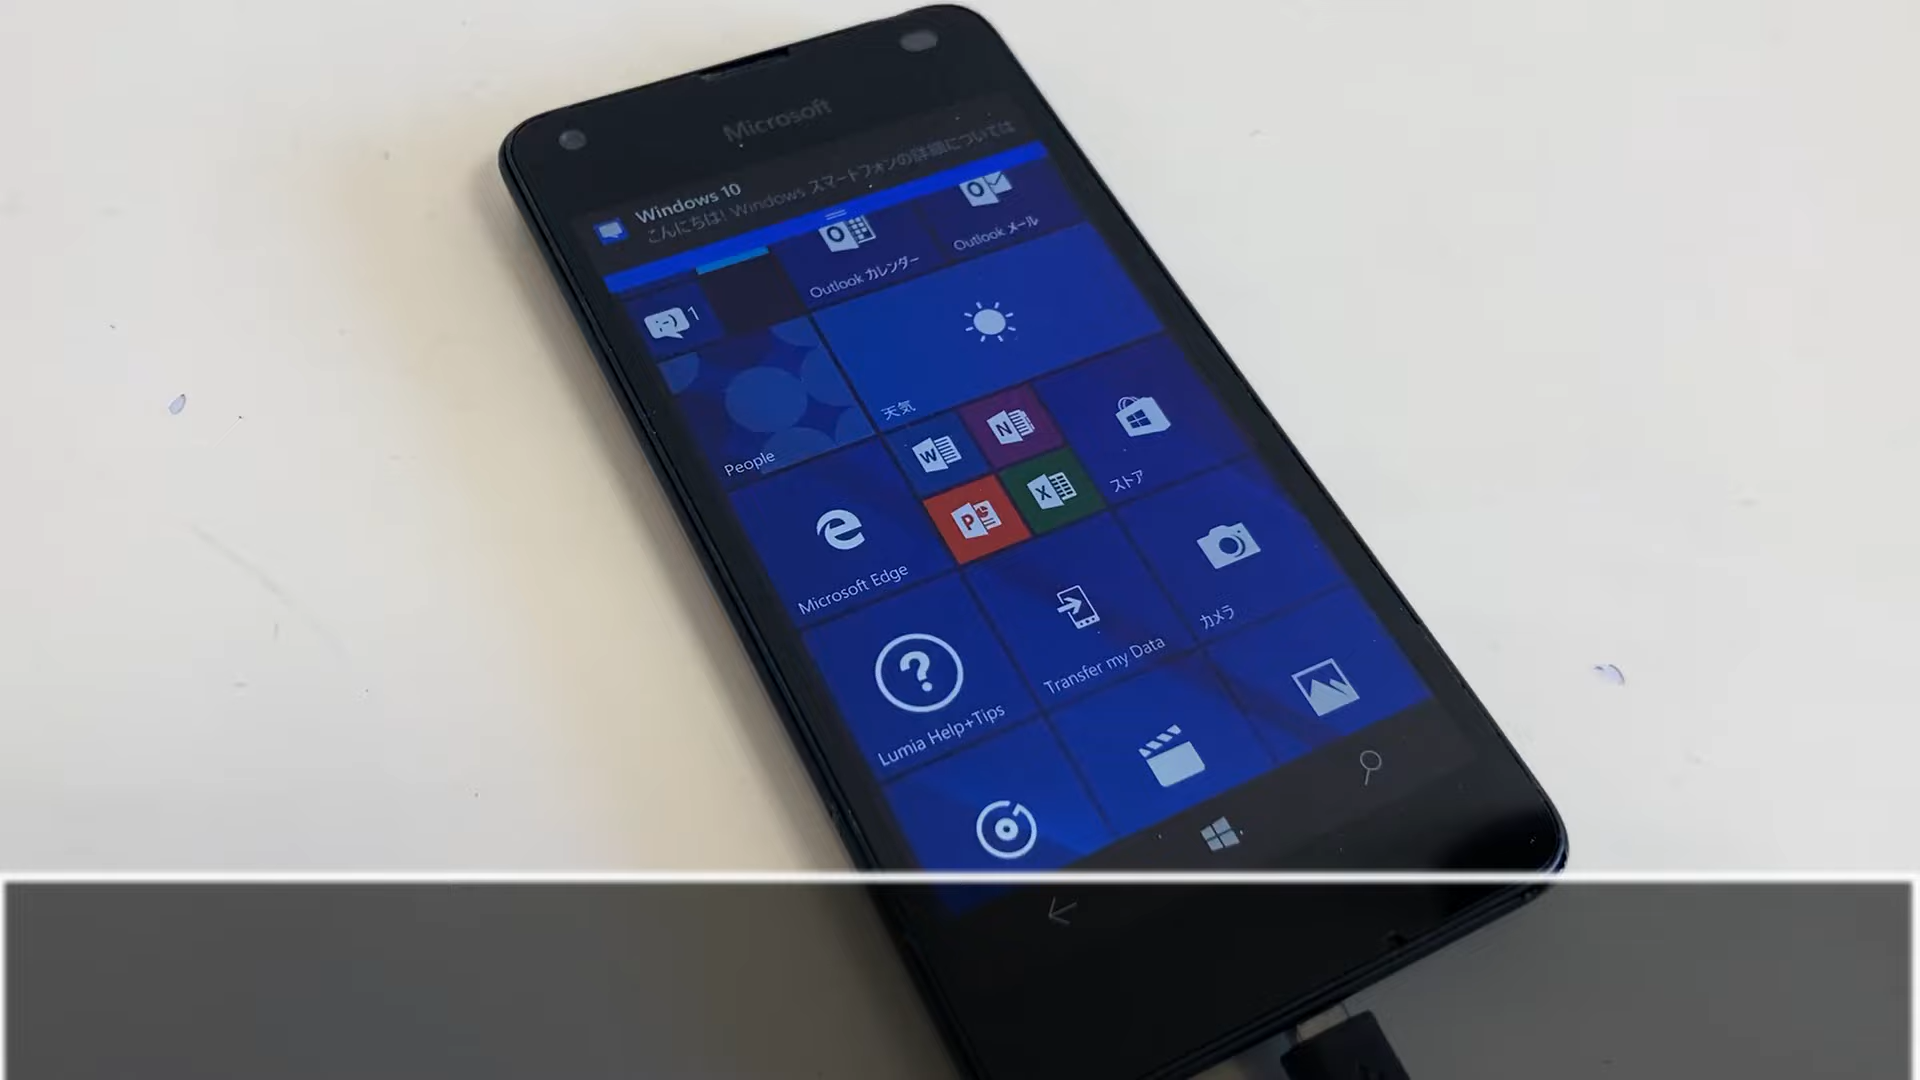 Microsoft
Windows 10
こんにちは! Windows スマートフォンの詳細については
Outlook カレンダー
Outlook メール
1
People
天気
W
N
P
X
ストア
Microsoft Edge
カメラ
Transfer my Data
Lumia Help+Tips